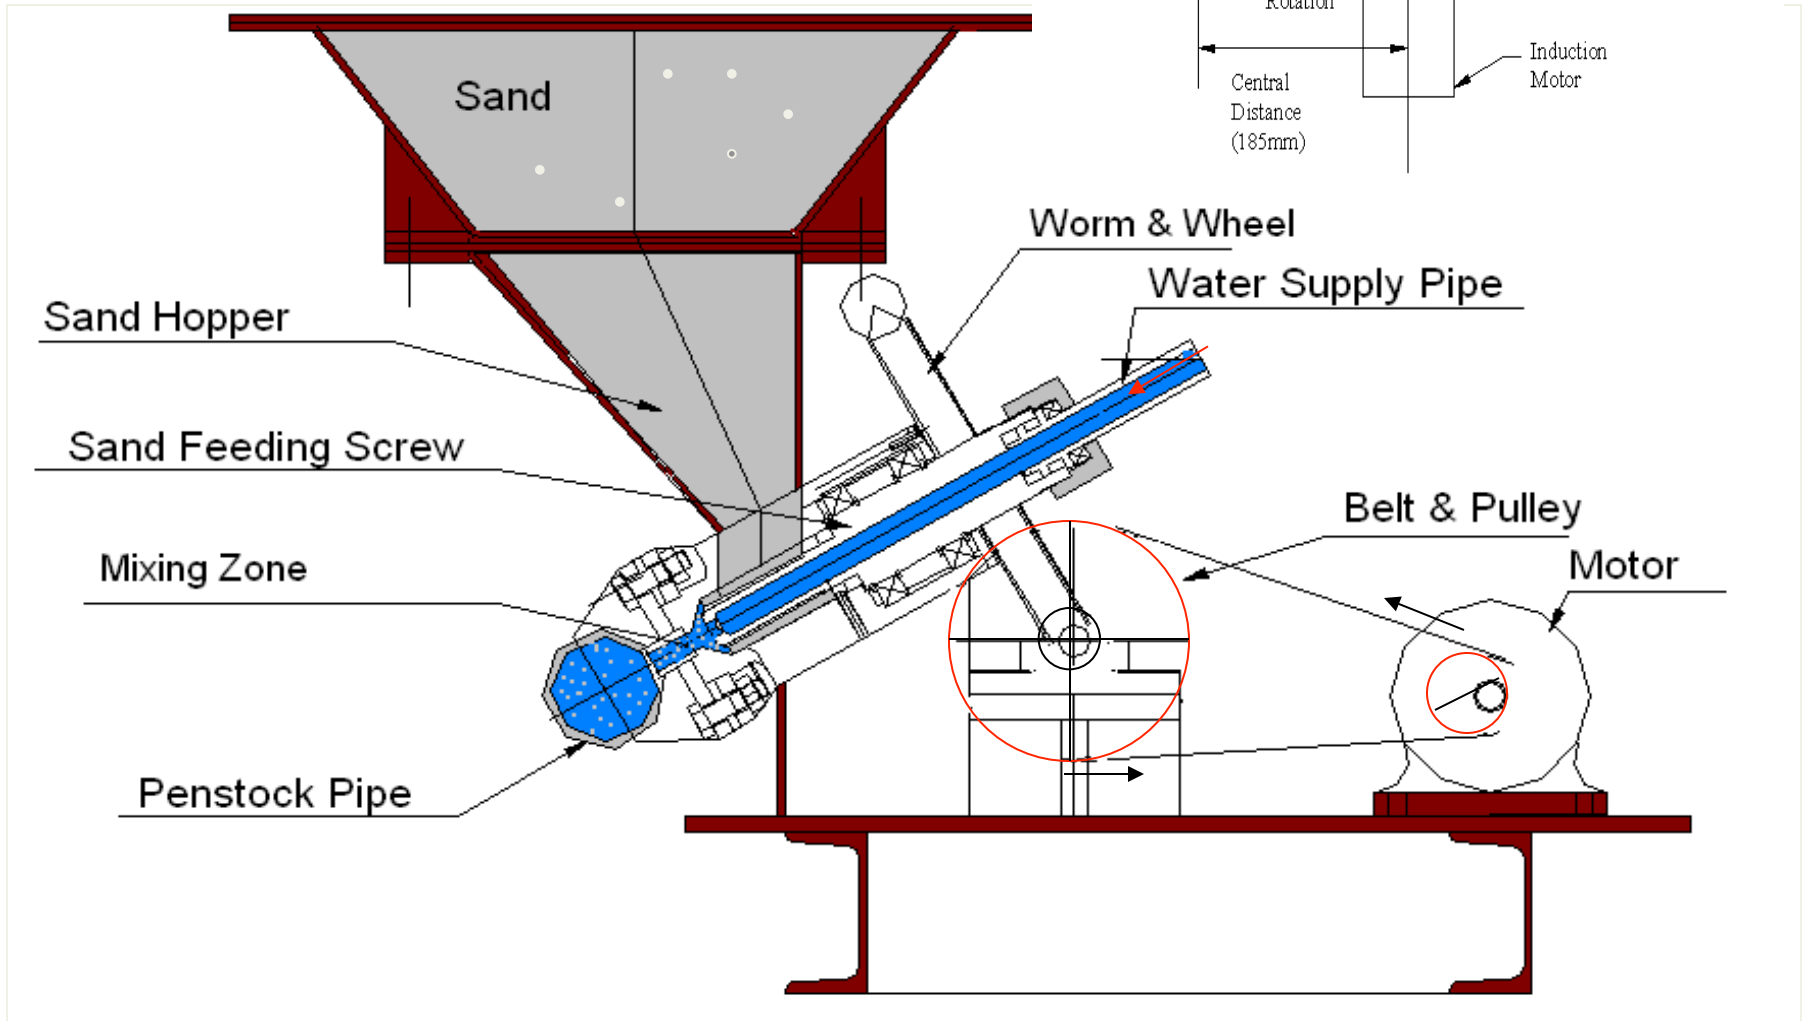 Rotation
Induction
Motor
Central
Distance
(185mm)
Sand
Worm & Wheel
Water Supply Pipe
Sand Hopper
Sand Feeding Screw
Belt & Pulley
Mixing Zone
Motor
Penstock Pipe